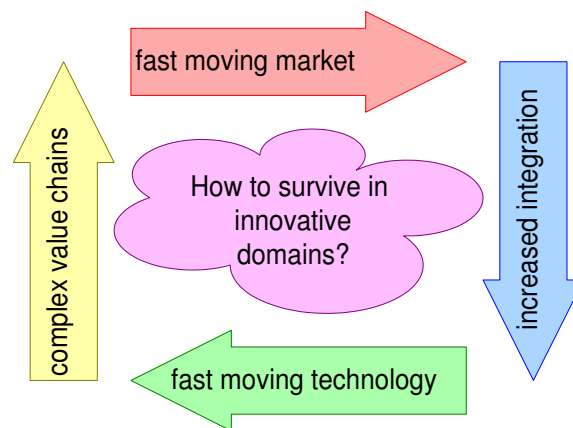 fast moving market
complex value chains
How to survive in
innovative
domains?
increased integration
fast moving technology